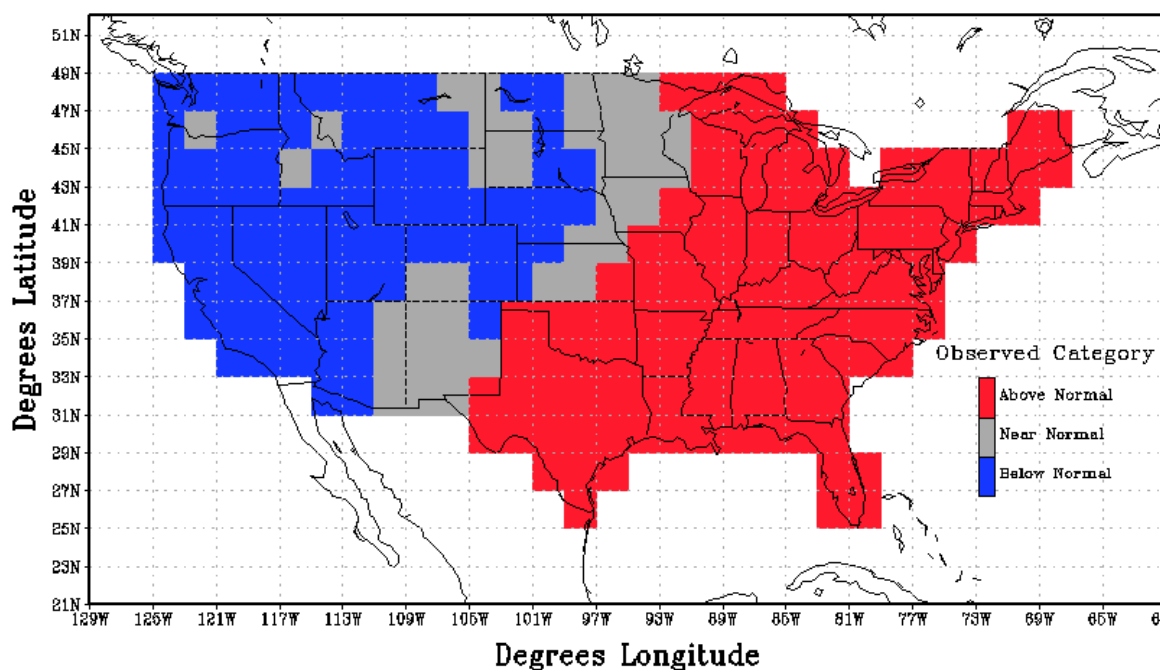 51N
49N
47N
45N
43N
41N
39N
37N
35N
33N
31N
29N
27N
25N
23N
21N
Degrees Latitude
Observed Category
Above Normal
Near Normal
Below Normal
129W 125W 121W 117W 113W 109W 105W 101W 97W 93W 89W 85W 81W 77W 73W 69W 65W
Degrees Longitude